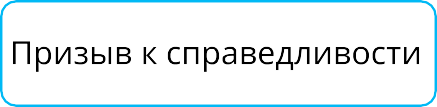 Призыв к справедливости